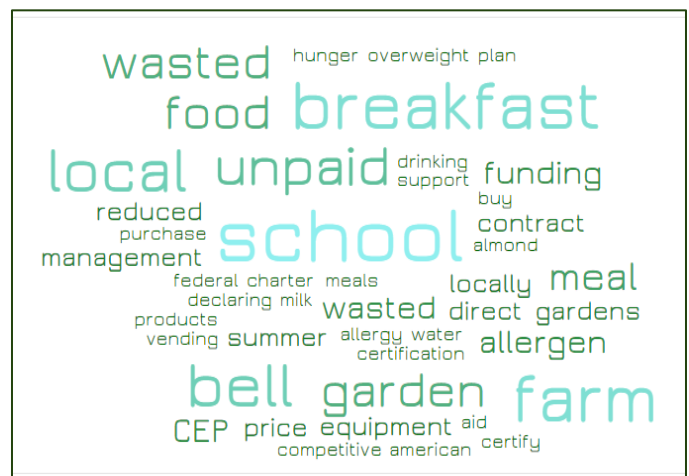 wasted hunger overweight plan
food breakfast
local unpaid drinking support funding
buy
reduced contract
purchase school almond
management
federal charter meals locally meal
declaring milk wasted direct gardens
products
vending summer allergy water allergen
certification
bell garden farm
CEP price equipment aid
competitive american certify